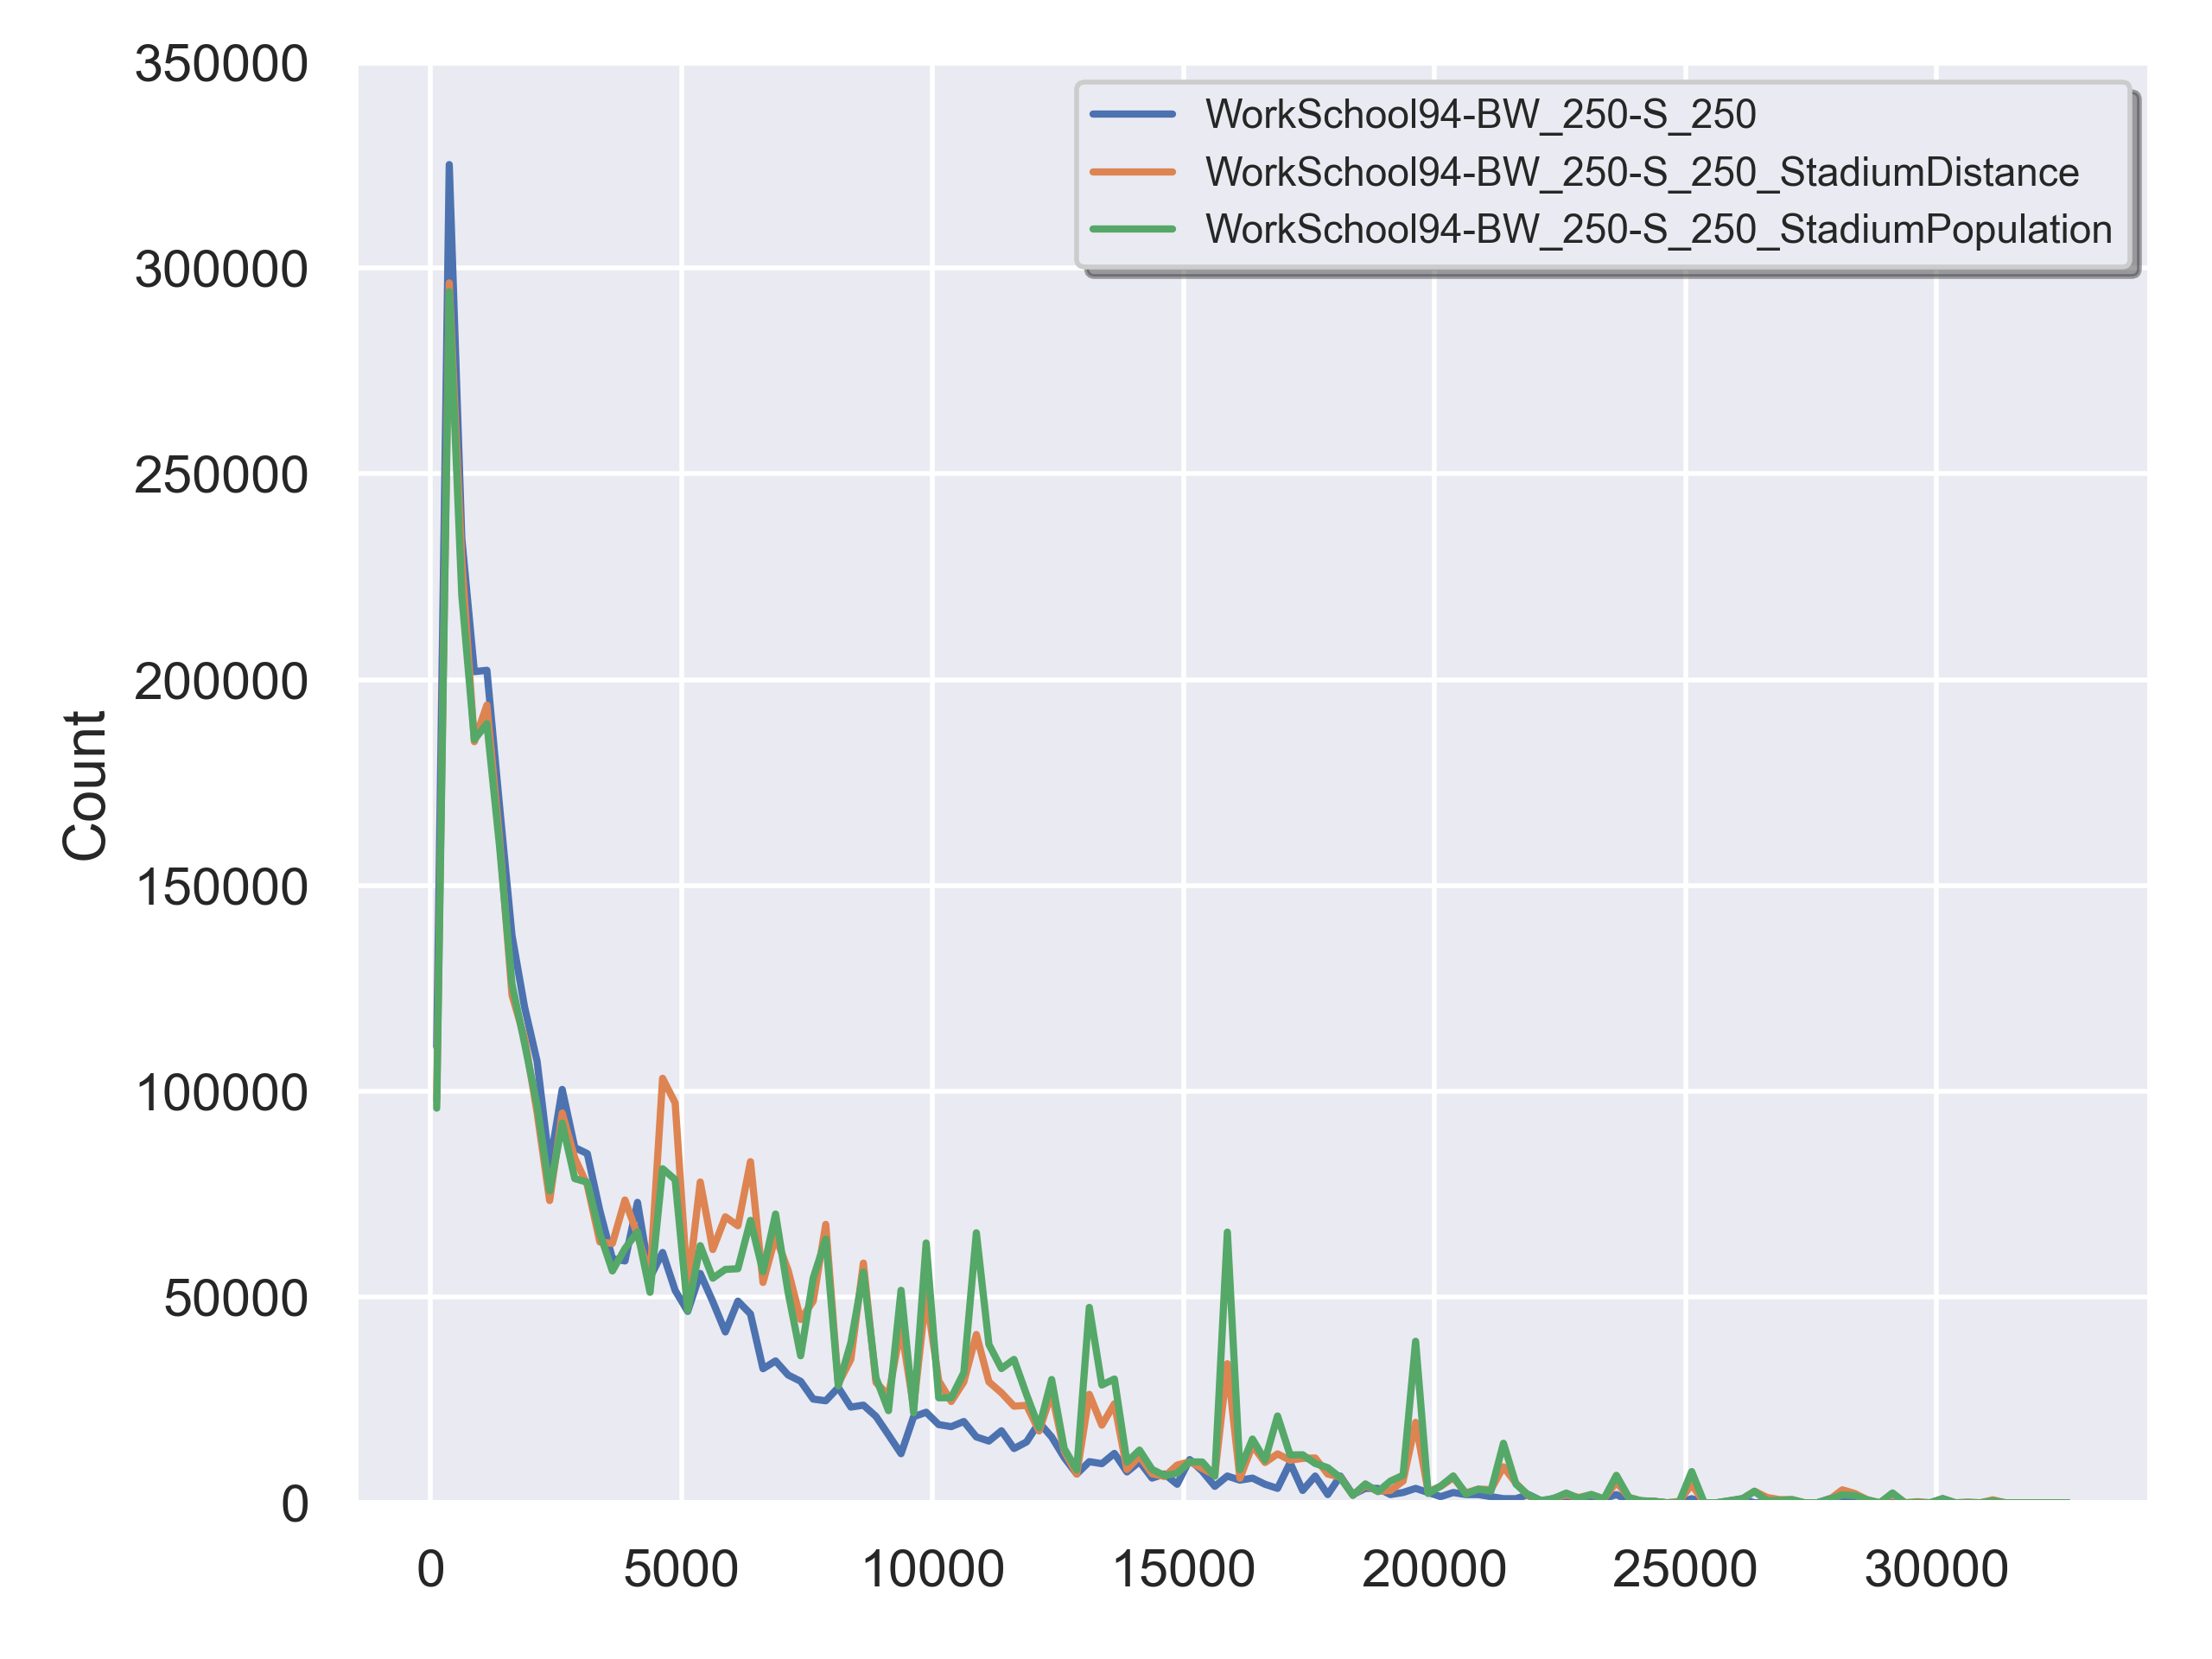 350000
300000
250000
200000
150000
100000
50000
0
Count
WorkSchool94-BW_250-S_250
WorkSchool94-BW_250-S_250_StadiumDistance
WorkSchool94-BW_250-S_250_StadiumPopulation
0 5000 10000 15000 20000 25000 30000